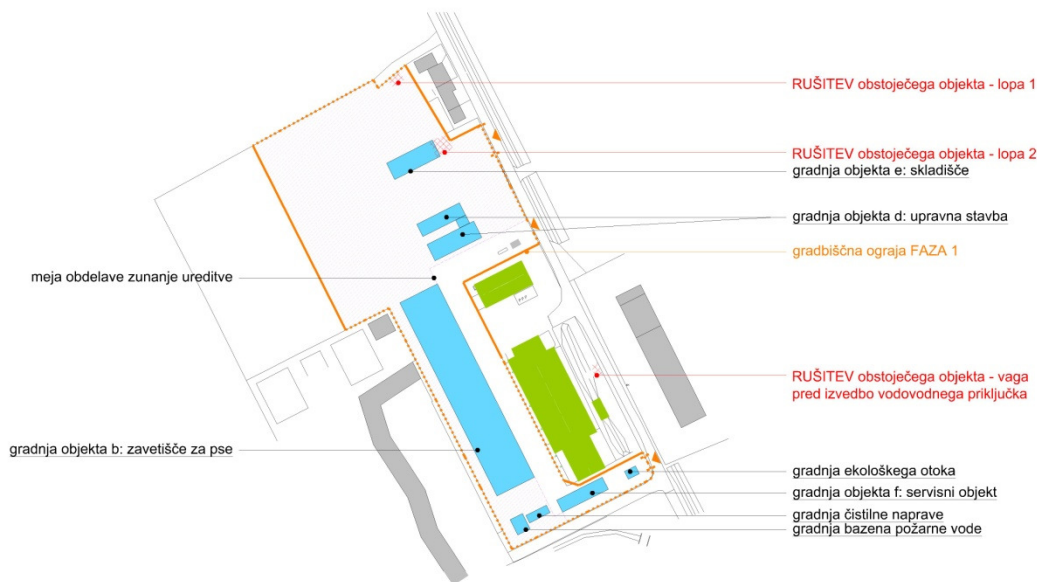 RUŠITEV obstoječega objekta - lopa 1
RUŠITEV obstoječega objekta - lopa 2
gradnja objekta e: skladišče
gradnja objekta d: upravna stavba
gradbiščna ograja FAZA 1
meja obdelave zunanje ureditve
RUŠITEV obstoječega objekta - vaga
pred izvedbo vodovodnega priključka
gradnja objekta b: zavetišče za pse
gradnja ekološkega otoka
gradnja objekta f: servisni objekt
gradnja čistilne naprave
gradnja bazena požarne vode